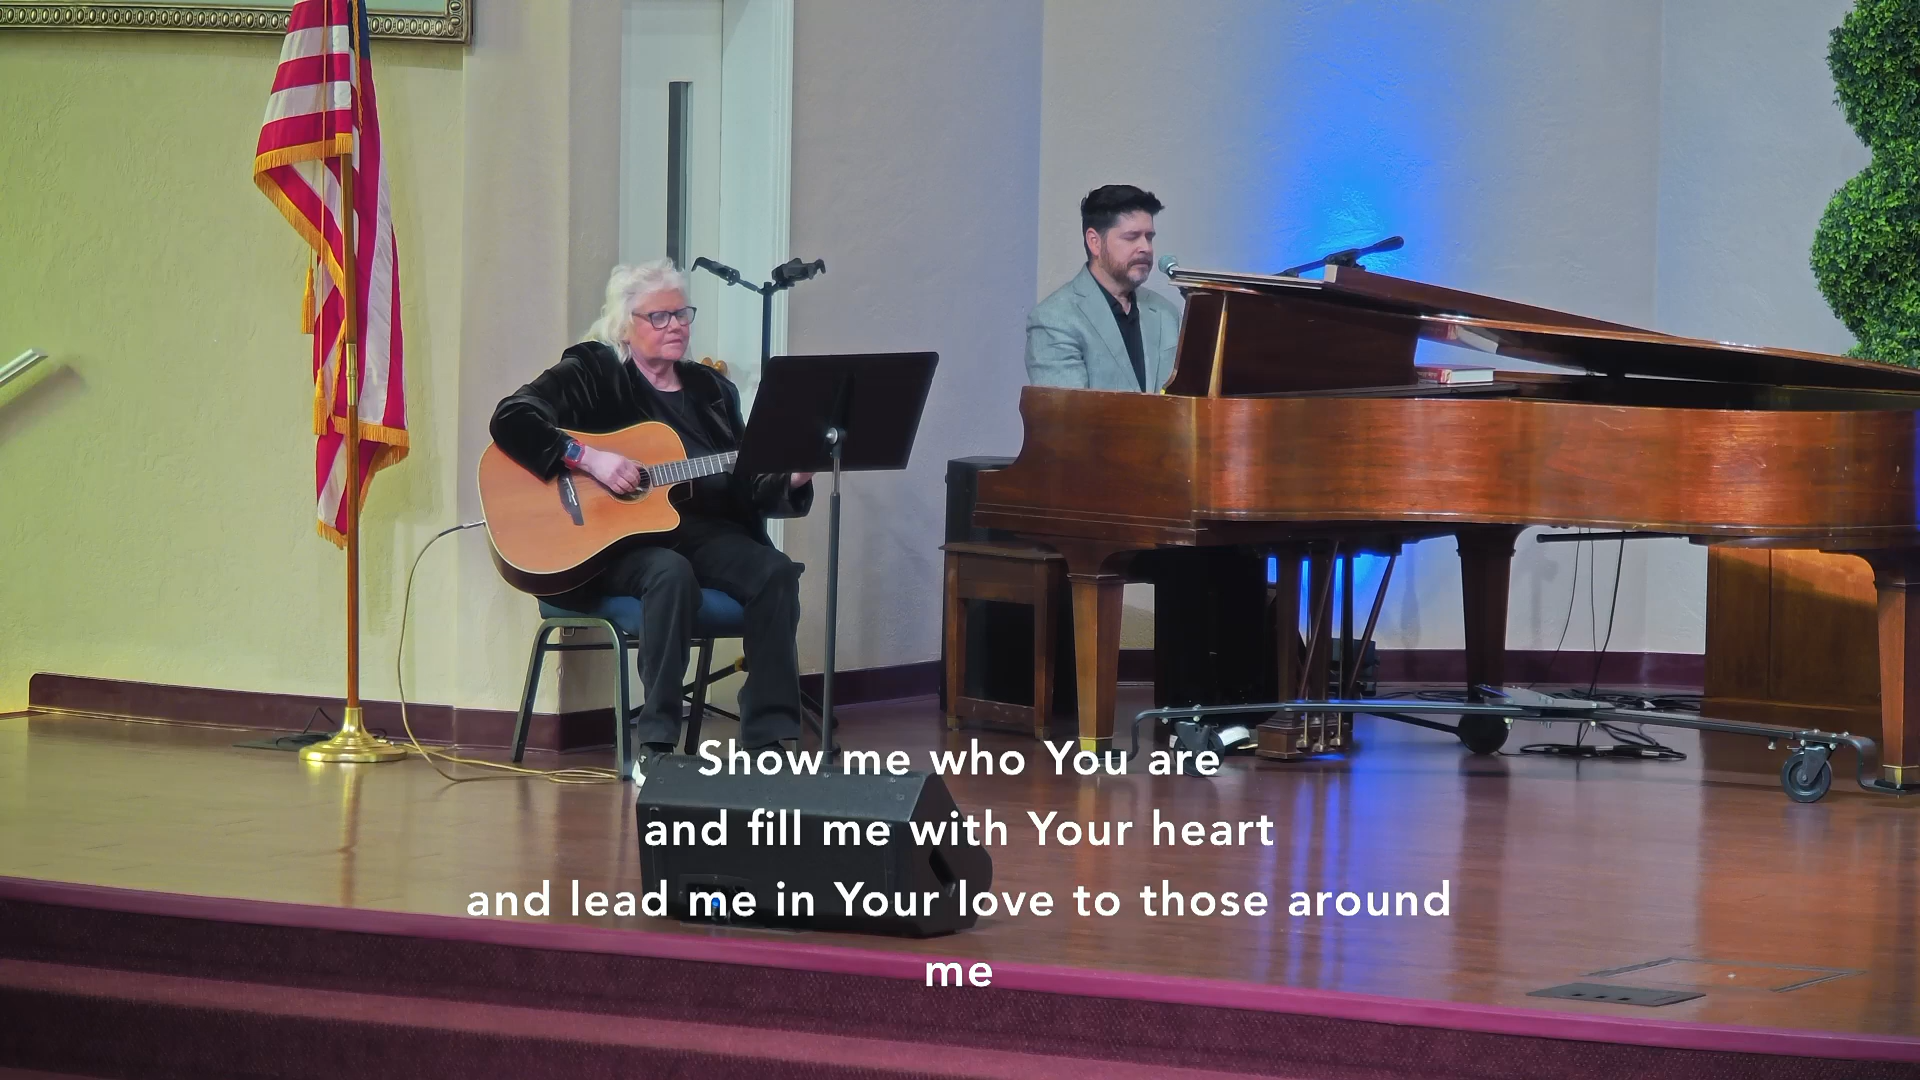 Show me who You are
and fill me with Your heart
and lead me in Your love to those around
me